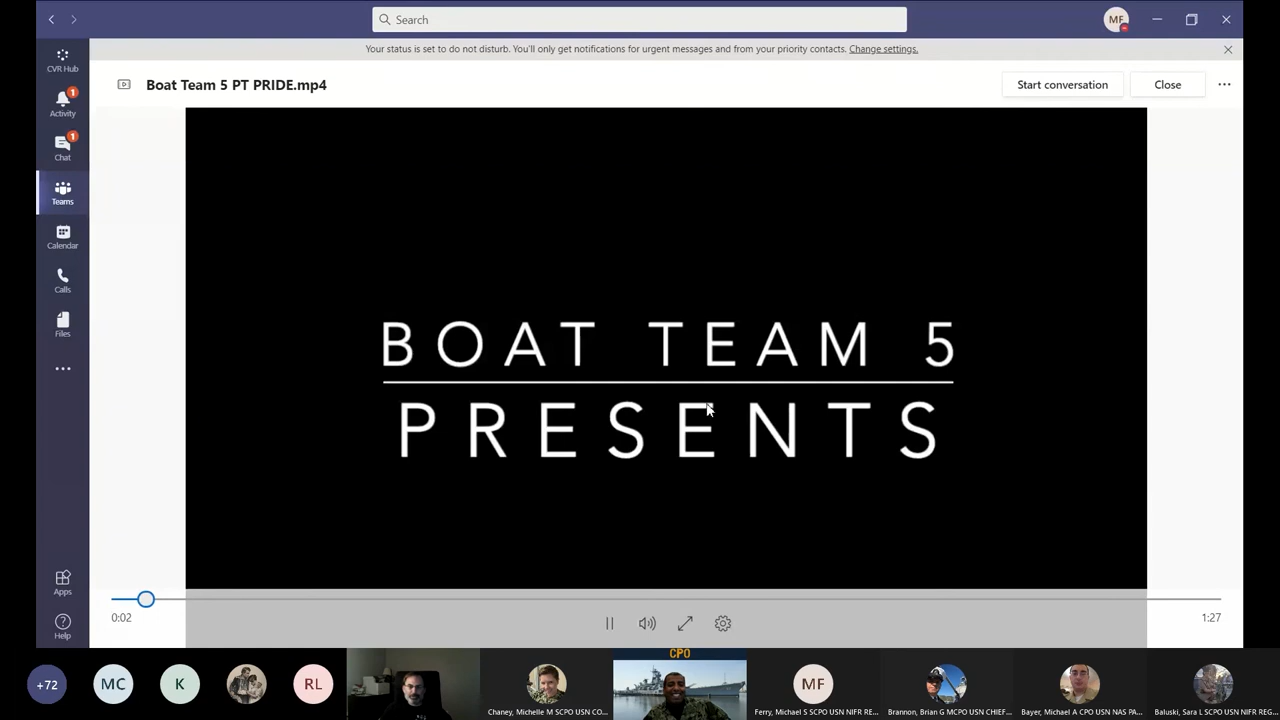 Search
MF
Your status is set to do not disturb. You'll only get notifications for urgent messages and from your priority contacts. Change settings.
CVR Hub
1
Activity
1
Chat
Teams
Calendar
Calls
Files
Apps
Help
Boat Team 5 PT PRIDE.mp4
Start conversation
Close
BOAT TEAM 5
PRESENTS
0:02
1:27
+72
MC
K
RL
CPO
MF
Chaney, Michelle M SCPO USN CO...
Ferry, Michael S SCPO USN NIFR RE...
Brannon, Brian G MCPO USN CHIEF...
Bayer, Michael A CPO USN NAS PA...
Baluski, Sara L SCPO USN NIFR REG...